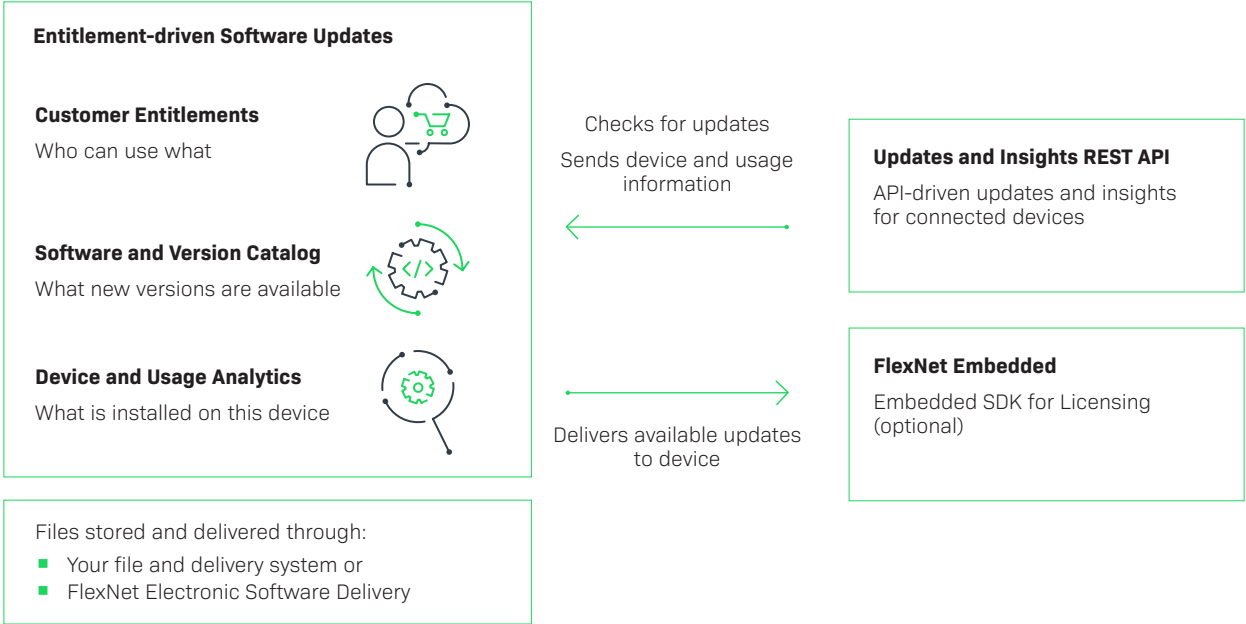 Entitlement-driven Software Updates
Customer Entitlements
Who can use what
Software and Version Catalog
What new versions are available
</>
Device and Usage Analytics
What is installed on this device
Files stored and delivered through:
Your file and delivery system or
FlexNet Electronic Software Delivery
Checks for updates
Sends device and usage
information
Delivers available updates
to device
Updates and Insights REST API
API-driven updates and insights
for connected devices
FlexNet Embedded
Embedded SDK for Licensing
(optional)